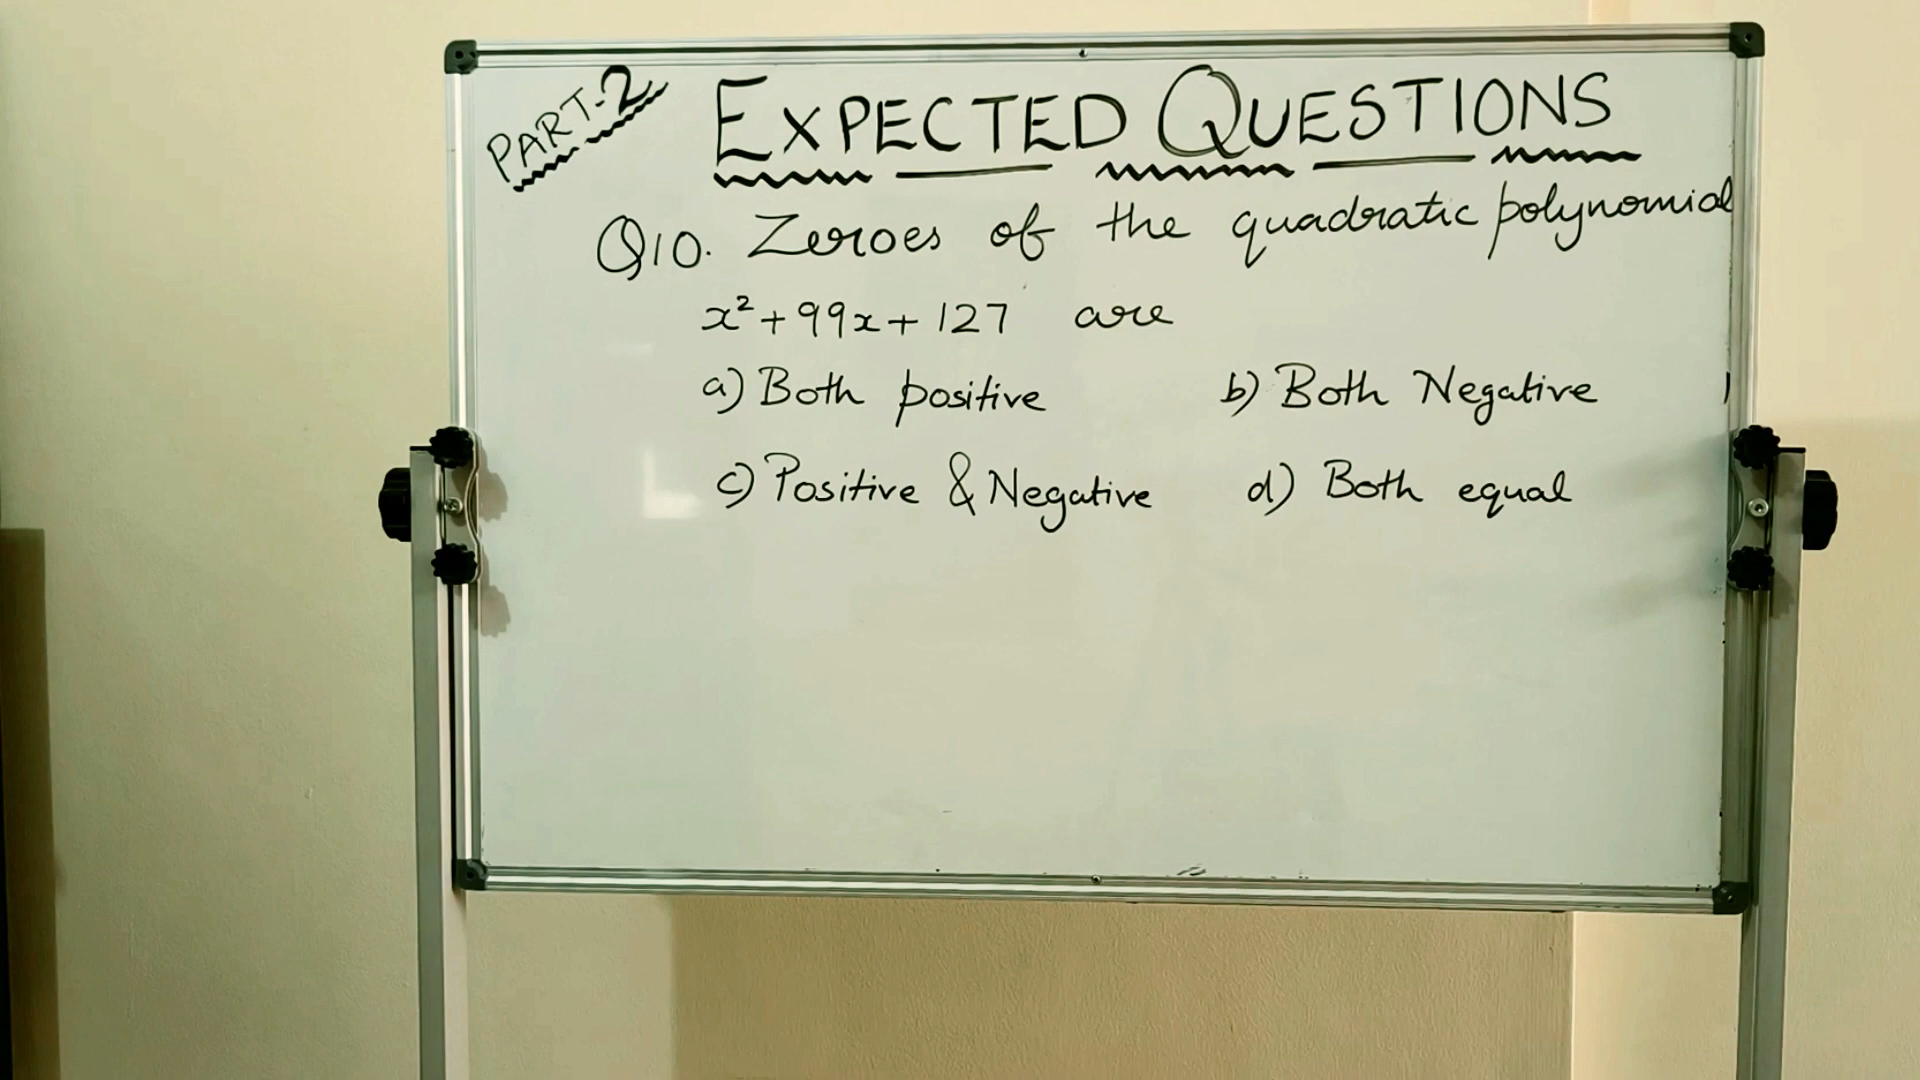 PART-2
EXPECTED QUESTIONS
Q10. Zeroes of the quadratic polynomial
x²+99x+127 are
a) Both positive b) Both Negative
c) Positive & Negative d) Both equal